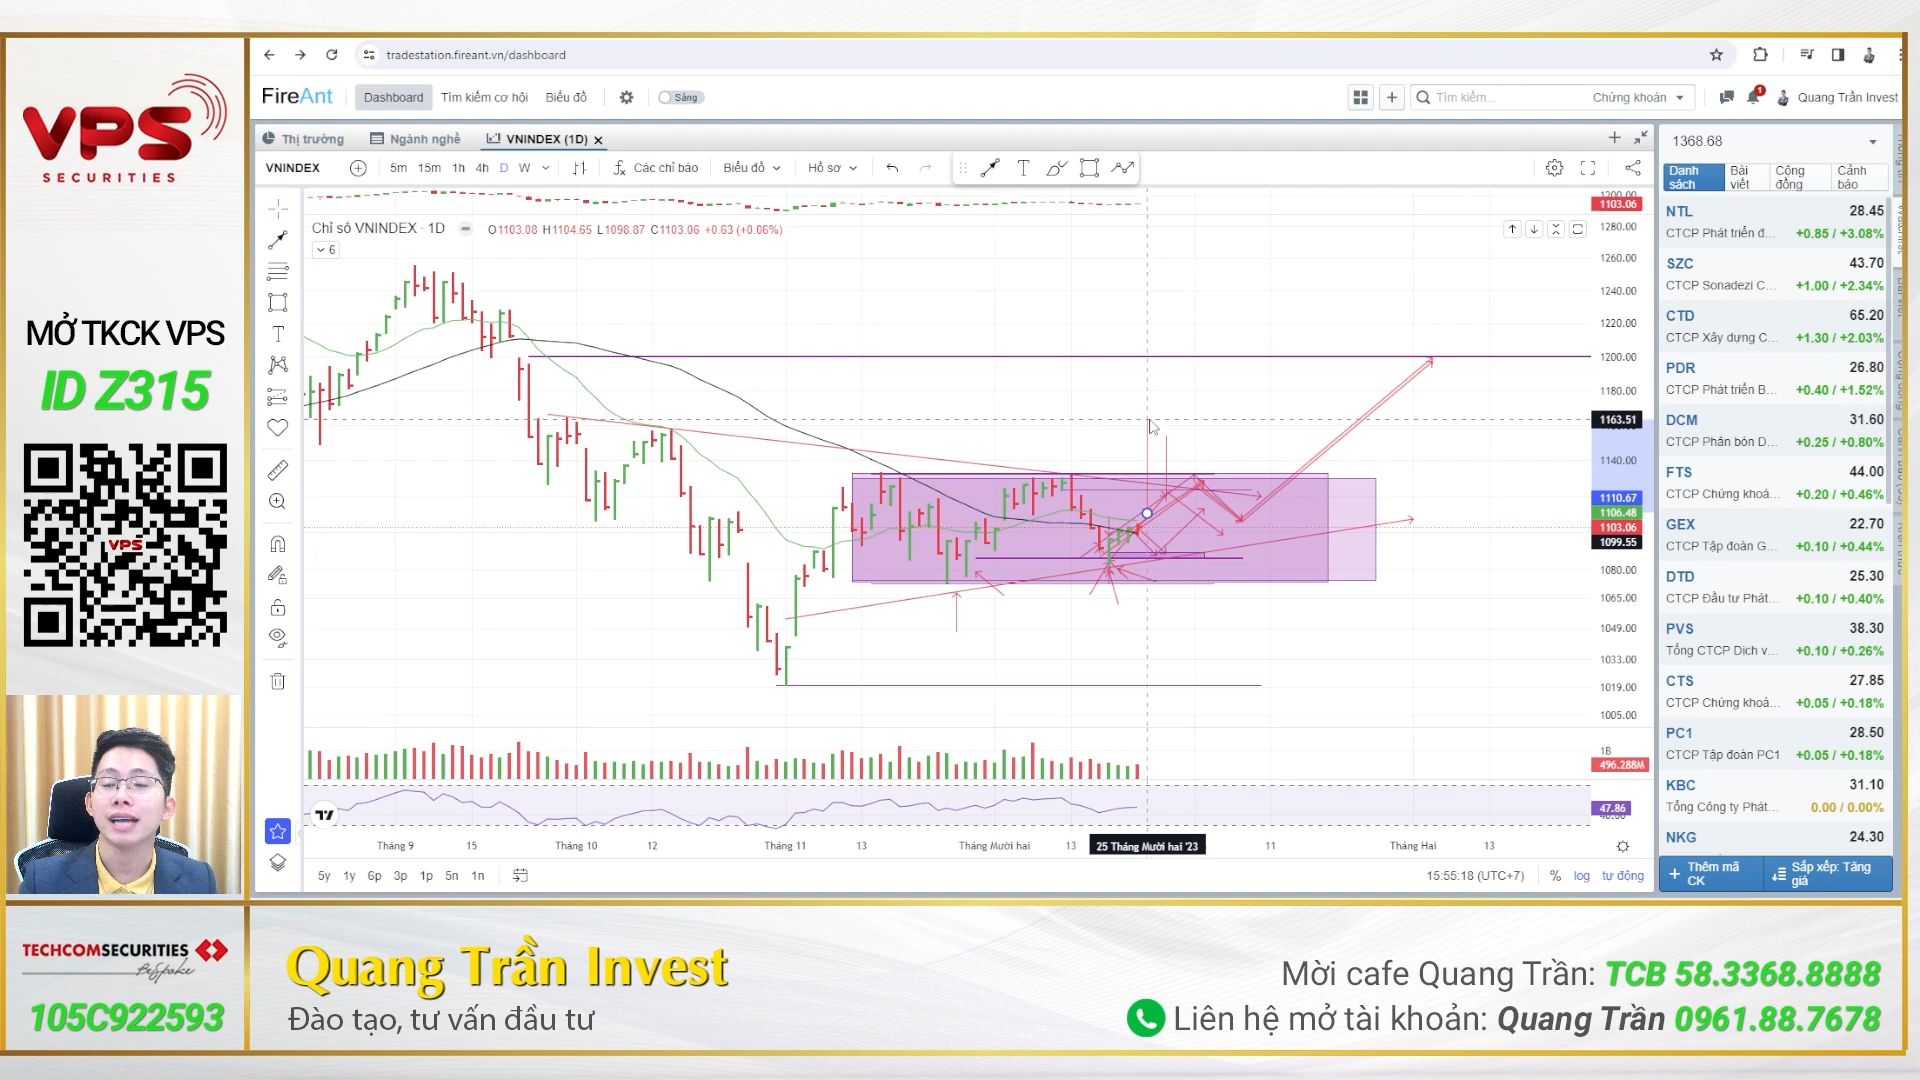 VPS
SECURITIES
MỞ TKCK VPS
ID Z315
VPS
tradestation.fireant.vn/dashboard
FireAnt
Dashboard
Tìm kiếm cơ hội
Biểu đồ
Sáng
Tìm kiếm...
Chứng khoán
1
Quang Trần Invest
Thị trường
Ngành nghề
VNINDEX (1D)
VNINDEX
5m 15m 1h 4h D W
Các chỉ báo
Biểu đồ
Hồ sơ
Chỉ số VNINDEX · 1D
O1103.08 H1104.65 L1098.87 C1103.06 +0.63 (+0.06%)
6
1200.00
1103.06
1280.00
1260.00
1240.00
1220.00
1200.00
1180.00
1163.51
1140.00
1110.67
1106.48
1103.06
1099.55
1080.00
1065.00
1049.00
1033.00
1019.00
1005.00
1B
496.288M
47.86
Tháng 9
15
Tháng 10
12
Tháng 11
13
Tháng Mười hai
13
25 Tháng Mười hai '23
11
Tháng Hai
13
5y 1y 6p 3p 1p 5n 1n
15:55:18 (UTC+7)
%
log
tự động
1368.68
Danh sách
Bài viết
Cộng đồng
Cảnh báo
NTL 28.45
CTCP Phát triển đ... +0.85 / +3.08%
SZC 43.70
CTCP Sonadezi C... +1.00 / +2.34%
CTD 65.20
CTCP Xây dựng C... +1.30 / +2.03%
PDR 26.80
CTCP Phát triển B... +0.40 / +1.52%
DCM 31.60
CTCP Phân bón D... +0.25 / +0.80%
FTS 44.00
CTCP Chứng khoá... +0.20 / +0.46%
GEX 22.70
CTCP Tập đoàn G... +0.10 / +0.44%
DTD 25.30
CTCP Đầu tư Phát... +0.10 / +0.40%
PVS 38.30
Tổng CTCP Dịch v... +0.10 / +0.26%
CTS 27.85
CTCP Chứng khoá... +0.05 / +0.18%
PC1 28.50
CTCP Tập đoàn PC1 +0.05 / +0.18%
KBC 31.10
Tổng Công ty Phát... 0.00 / 0.00%
NKG 24.30
Thêm mã CK
Sắp xếp: Tăng giá
TECHCOMSECURITIES
BeSpoke
105C922593
Quang Trần Invest
Đào tạo, tư vấn đầu tư
Mời cafe Quang Trần: TCB 58.3368.8888
Liên hệ mở tài khoản: Quang Trần 0961.88.7678